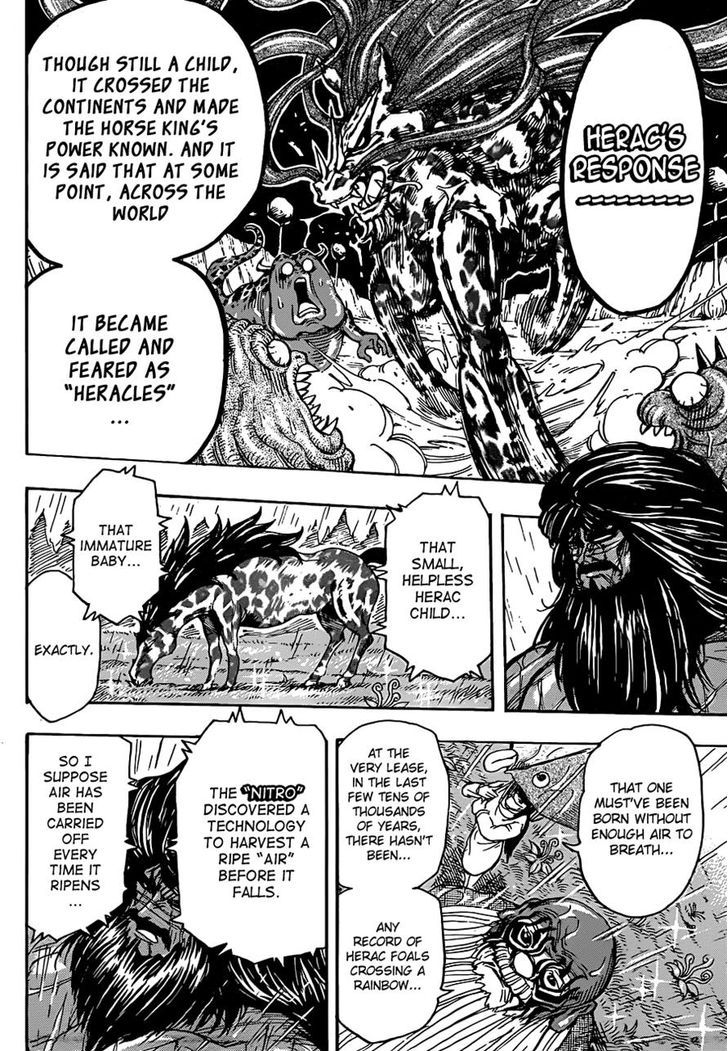 HERAC'S
RESPONSE
THOUGH STILL A CHILD,
IT CROSSED THE
CONTINENTS AND MADE
THE HORSE KING'S
POWER KNOWN. AND IT
IS SAID THAT AT SOME
POINT, ACROSS THE
WORLD
IT BECAME
CALLED AND
FEARED AS
"HERACLES"
...
THAT
SMALL,
HELPLESS
HERAC
CHILD...
THAT
IMMATURE
BABY...
EXACTLY.
THAT ONE
MUST'VE BEEN
BORN WITHOUT
ENOUGH AIR TO
BREATH...
AT THE
VERY LEASE,
IN THE LAST
FEW TENS OF
THOUSANDS
OF YEARS,
THERE HASN'T
BEEN...
ANY
RECORD OF
HERAC FOALS
CROSSING A
RAINBOW...
THE "NITRO"
DISCOVERED A
TECHNOLOGY
TO HARVEST A
RIPE "AIR"
BEFORE IT
FALLS.
SO I
SUPPOSE
AIR HAS
BEEN
CARRIED
OFF
EVERY
TIME IT
RIPENS
...